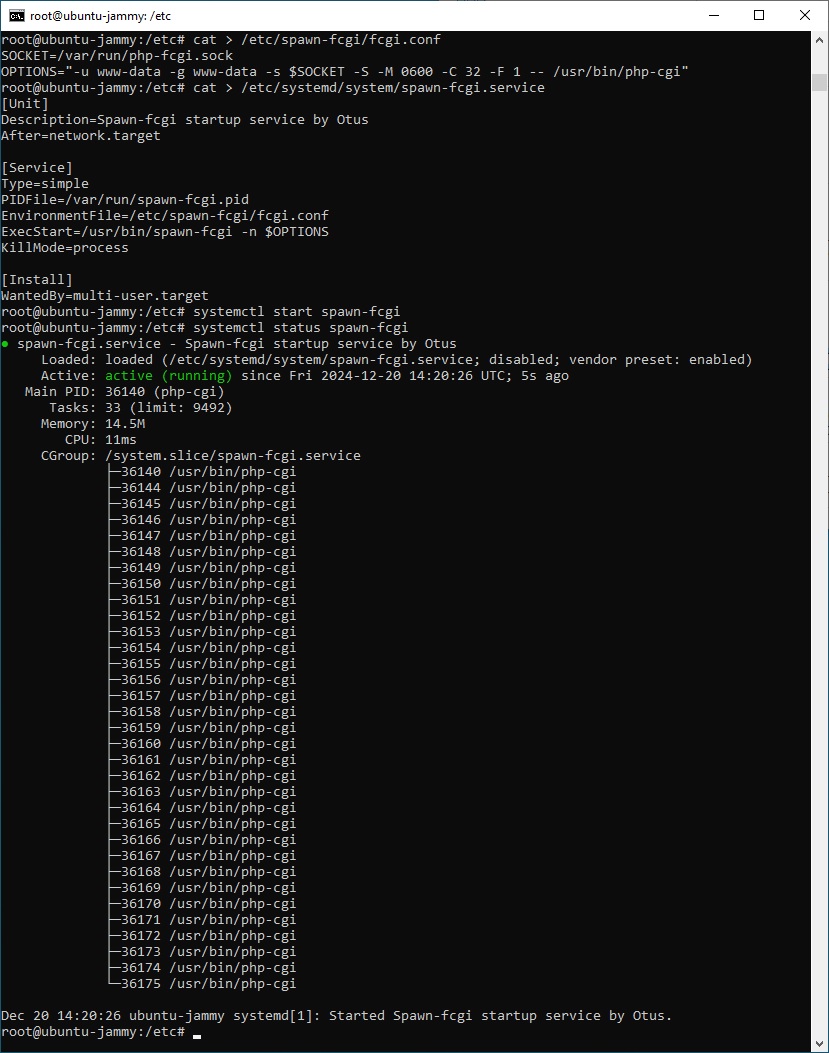 root@ubuntu-jammy: /etc
root@ubuntu-jammy:/etc# cat > /etc/spawn-fcgi/fcgi.conf
SOCKET=/var/run/php-fcgi.sock
OPTIONS="-u www-data -g www-data -s $SOCKET -S -M 0600 -C 32 -F 1 -- /usr/bin/php-cgi"
root@ubuntu-jammy:/etc# cat > /etc/systemd/system/spawn-fcgi.service
[Unit]
Description=Spawn-fcgi startup service by Otus
After=network.target

[Service]
Type=simple
PIDFile=/var/run/spawn-fcgi.pid
EnvironmentFile=/etc/spawn-fcgi/fcgi.conf
ExecStart=/usr/bin/spawn-fcgi -n $OPTIONS
KillMode=process

[Install]
WantedBy=multi-user.target
root@ubuntu-jammy:/etc# systemctl start spawn-fcgi
root@ubuntu-jammy:/etc# systemctl status spawn-fcgi
● spawn-fcgi.service - Spawn-fcgi startup service by Otus
     Loaded: loaded (/etc/systemd/system/spawn-fcgi.service; disabled; vendor preset: enabled)
     Active: active (running) since Fri 2024-12-20 14:20:26 UTC; 5s ago
   Main PID: 36140 (php-cgi)
      Tasks: 33 (limit: 9492)
     Memory: 14.5M
        CPU: 11ms
     CGroup: /system.slice/spawn-fcgi.service
             ├─36140 /usr/bin/php-cgi
             ├─36144 /usr/bin/php-cgi
             ├─36145 /usr/bin/php-cgi
             ├─36146 /usr/bin/php-cgi
             ├─36147 /usr/bin/php-cgi
             ├─36148 /usr/bin/php-cgi
             ├─36149 /usr/bin/php-cgi
             ├─36150 /usr/bin/php-cgi
             ├─36151 /usr/bin/php-cgi
             ├─36152 /usr/bin/php-cgi
             ├─36153 /usr/bin/php-cgi
             ├─36154 /usr/bin/php-cgi
             ├─36155 /usr/bin/php-cgi
             ├─36156 /usr/bin/php-cgi
             ├─36157 /usr/bin/php-cgi
             ├─36158 /usr/bin/php-cgi
             ├─36159 /usr/bin/php-cgi
             ├─36160 /usr/bin/php-cgi
             ├─36161 /usr/bin/php-cgi
             ├─36162 /usr/bin/php-cgi
             ├─36163 /usr/bin/php-cgi
             ├─36164 /usr/bin/php-cgi
             ├─36165 /usr/bin/php-cgi
             ├─36166 /usr/bin/php-cgi
             ├─36167 /usr/bin/php-cgi
             ├─36168 /usr/bin/php-cgi
             ├─36169 /usr/bin/php-cgi
             ├─36170 /usr/bin/php-cgi
             ├─36171 /usr/bin/php-cgi
             ├─36172 /usr/bin/php-cgi
             ├─36173 /usr/bin/php-cgi
             ├─36174 /usr/bin/php-cgi
             └─36175 /usr/bin/php-cgi

Dec 20 14:20:26 ubuntu-jammy systemd[1]: Started Spawn-fcgi startup service by Otus.
root@ubuntu-jammy:/etc#